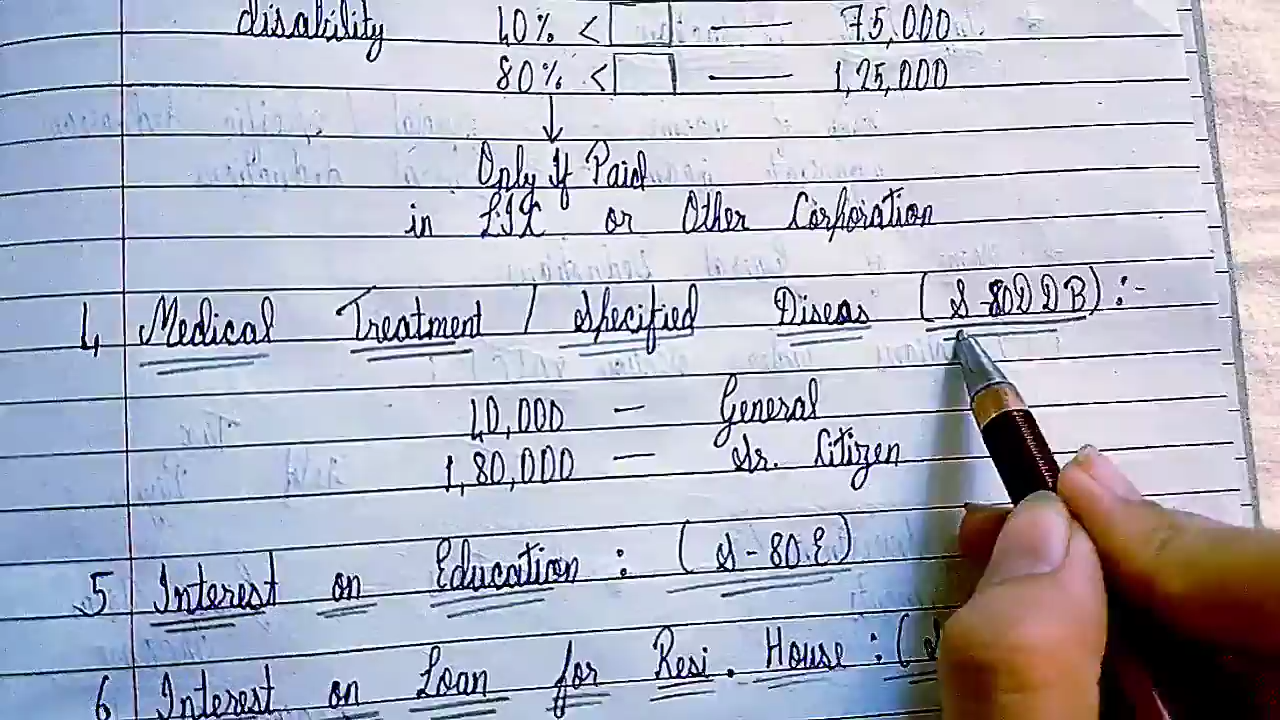 disability 40% < 75,000
80% < 1,25,000
Only If Paid
in LIC or Other Corporation
4, Medical Treatment / Specified Diseas (S-80DDB):-
40,000 - General
1,80,000 - Sr. Citizen
5 Interest on Education : (S-80.E)
6 Interest on Loan for Resi. House : (